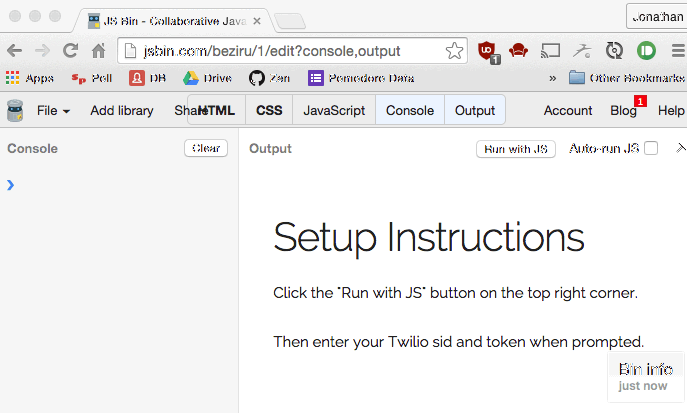 Jonathan
JS Bin - Collaborative Java
jsbin.com/beziru/1/edit?console,output
1
Apps Poll DB Drive Zen Pomodoro Data » Other Bookmarks
File Add library Share HTML CSS JavaScript Console Output Account Blog 1 Help
Console Clear Output Run with JS Auto-run JS
Setup Instructions
Click the "Run with JS" button on the top right corner.
Then enter your Twilio sid and token when prompted.
Bin info
just now